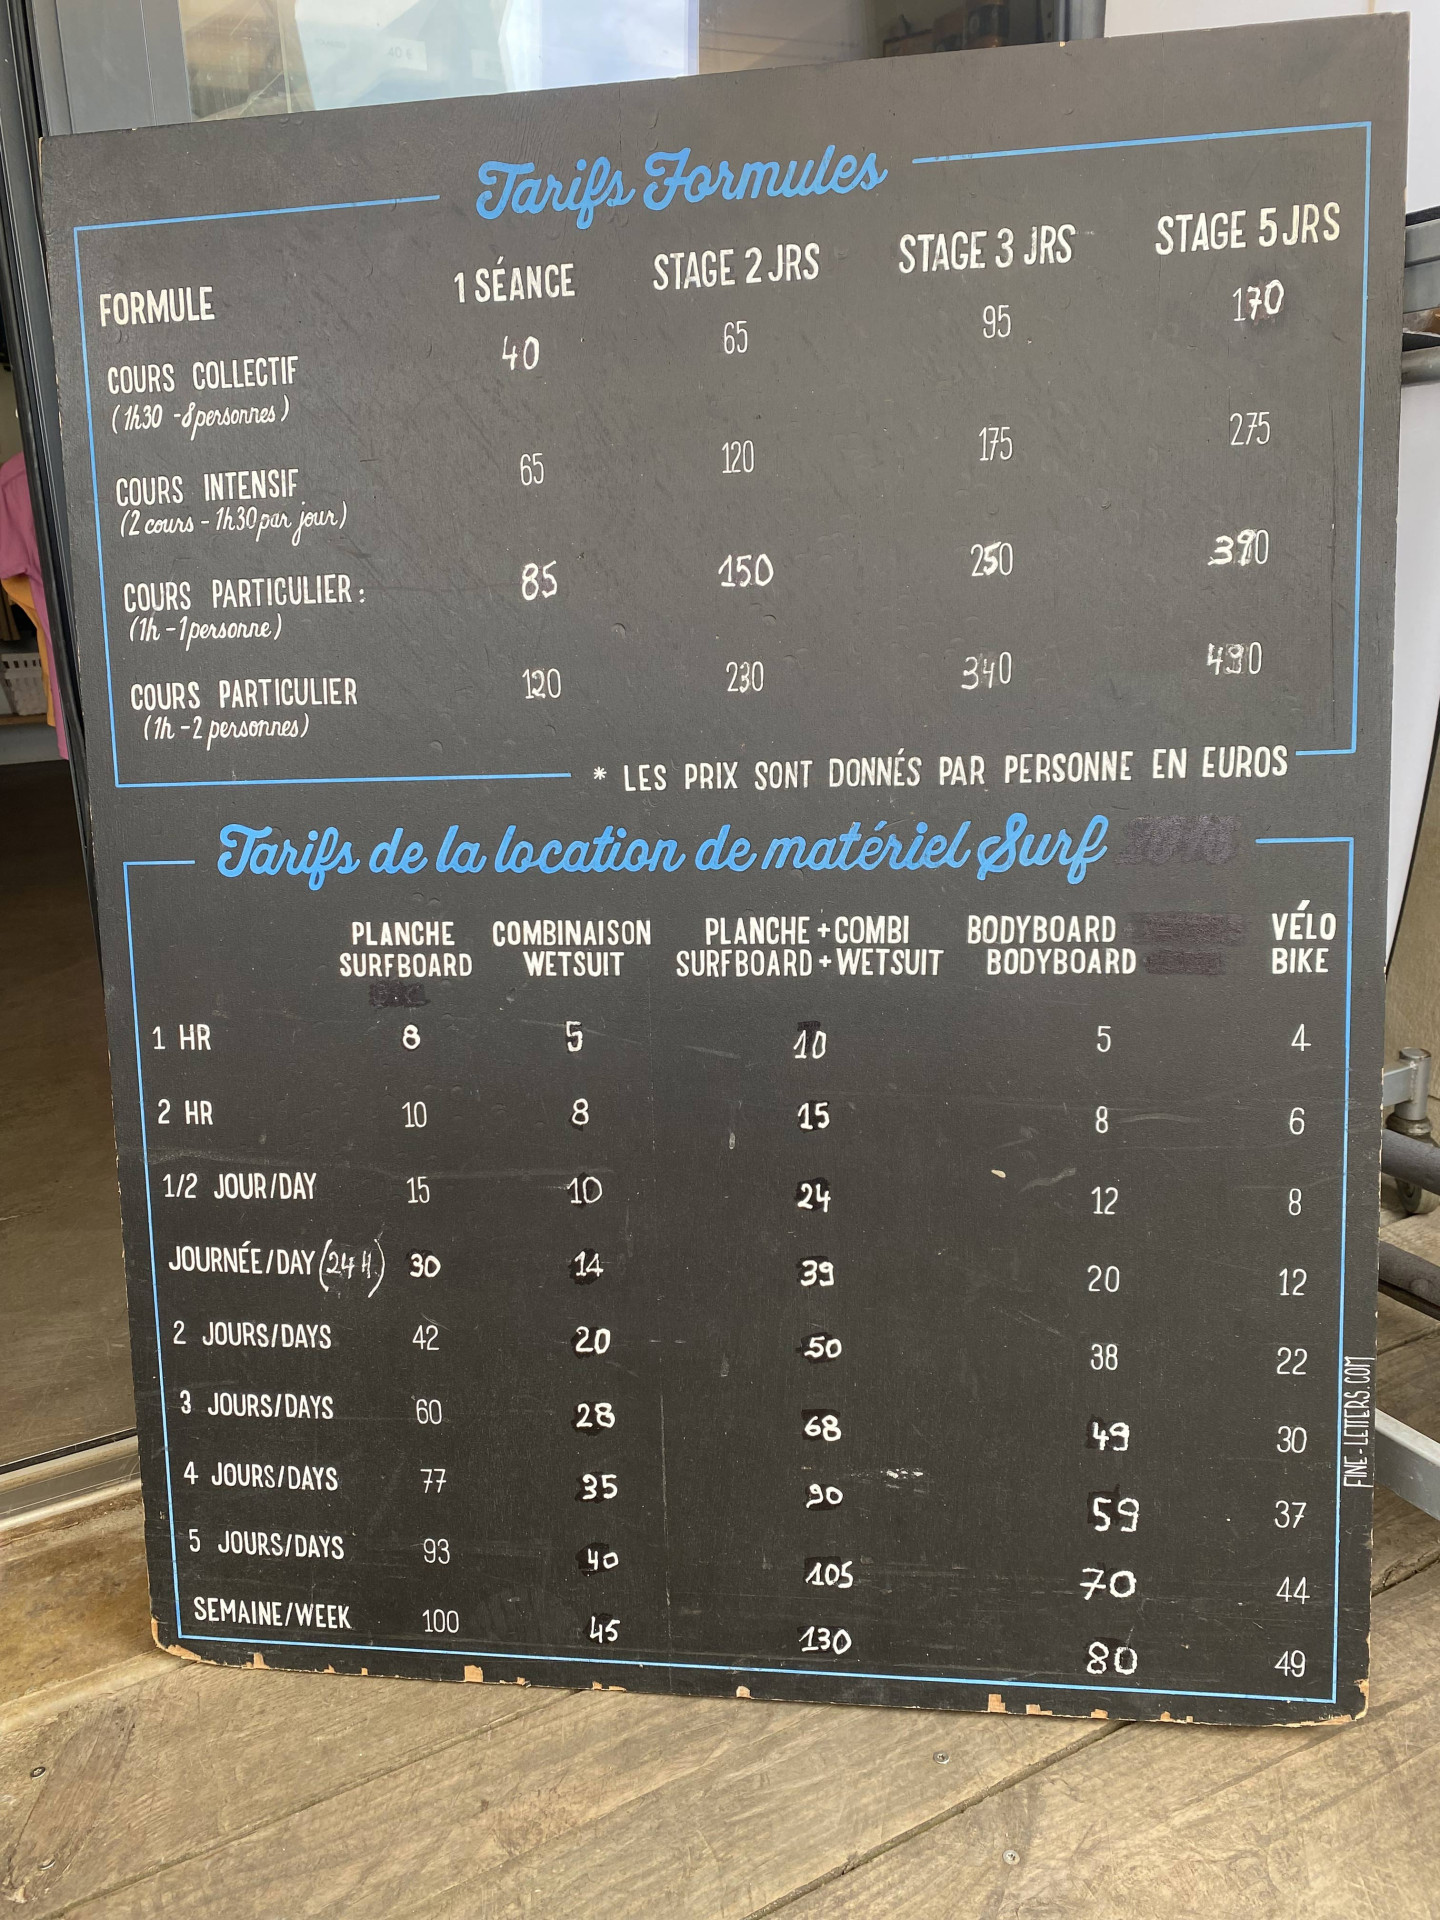 Tarifs Formules
FORMULE 1 SÉANCE STAGE 2 JRS STAGE 3 JRS STAGE 5 JRS
COURS COLLECTIF 40 65 95 170
(1h30 - 8 personnes)
COURS INTENSIF 65 120 175 275
(2 cours - 1h30 par jour)
COURS PARTICULIER : 85 150 250 390
(1h - 1 personne)
COURS PARTICULIER 120 230 340 490
(1h - 2 personnes)
* LES PRIX SONT DONNÉS PAR PERSONNE EN EUROS
Tarifs de la location de matériel Surf
PLANCHE COMBINAISON PLANCHE + COMBI BODYBOARD VÉLO
SURFBOARD WETSUIT SURFBOARD + WETSUIT BODYBOARD BIKE
1 HR 8 5 10 5 4
2 HR 10 8 15 8 6
1/2 JOUR/DAY 15 10 24 12 8
JOURNÉE/DAY (24 H) 30 14 39 20 12
2 JOURS/DAYS 42 20 50 38 22
3 JOURS/DAYS 60 28 68 49 30
4 JOURS/DAYS 77 35 90 59 37
5 JOURS/DAYS 93 40 105 70 44
SEMAINE/WEEK 100 45 130 80 49
FINE-LETTERS.COM